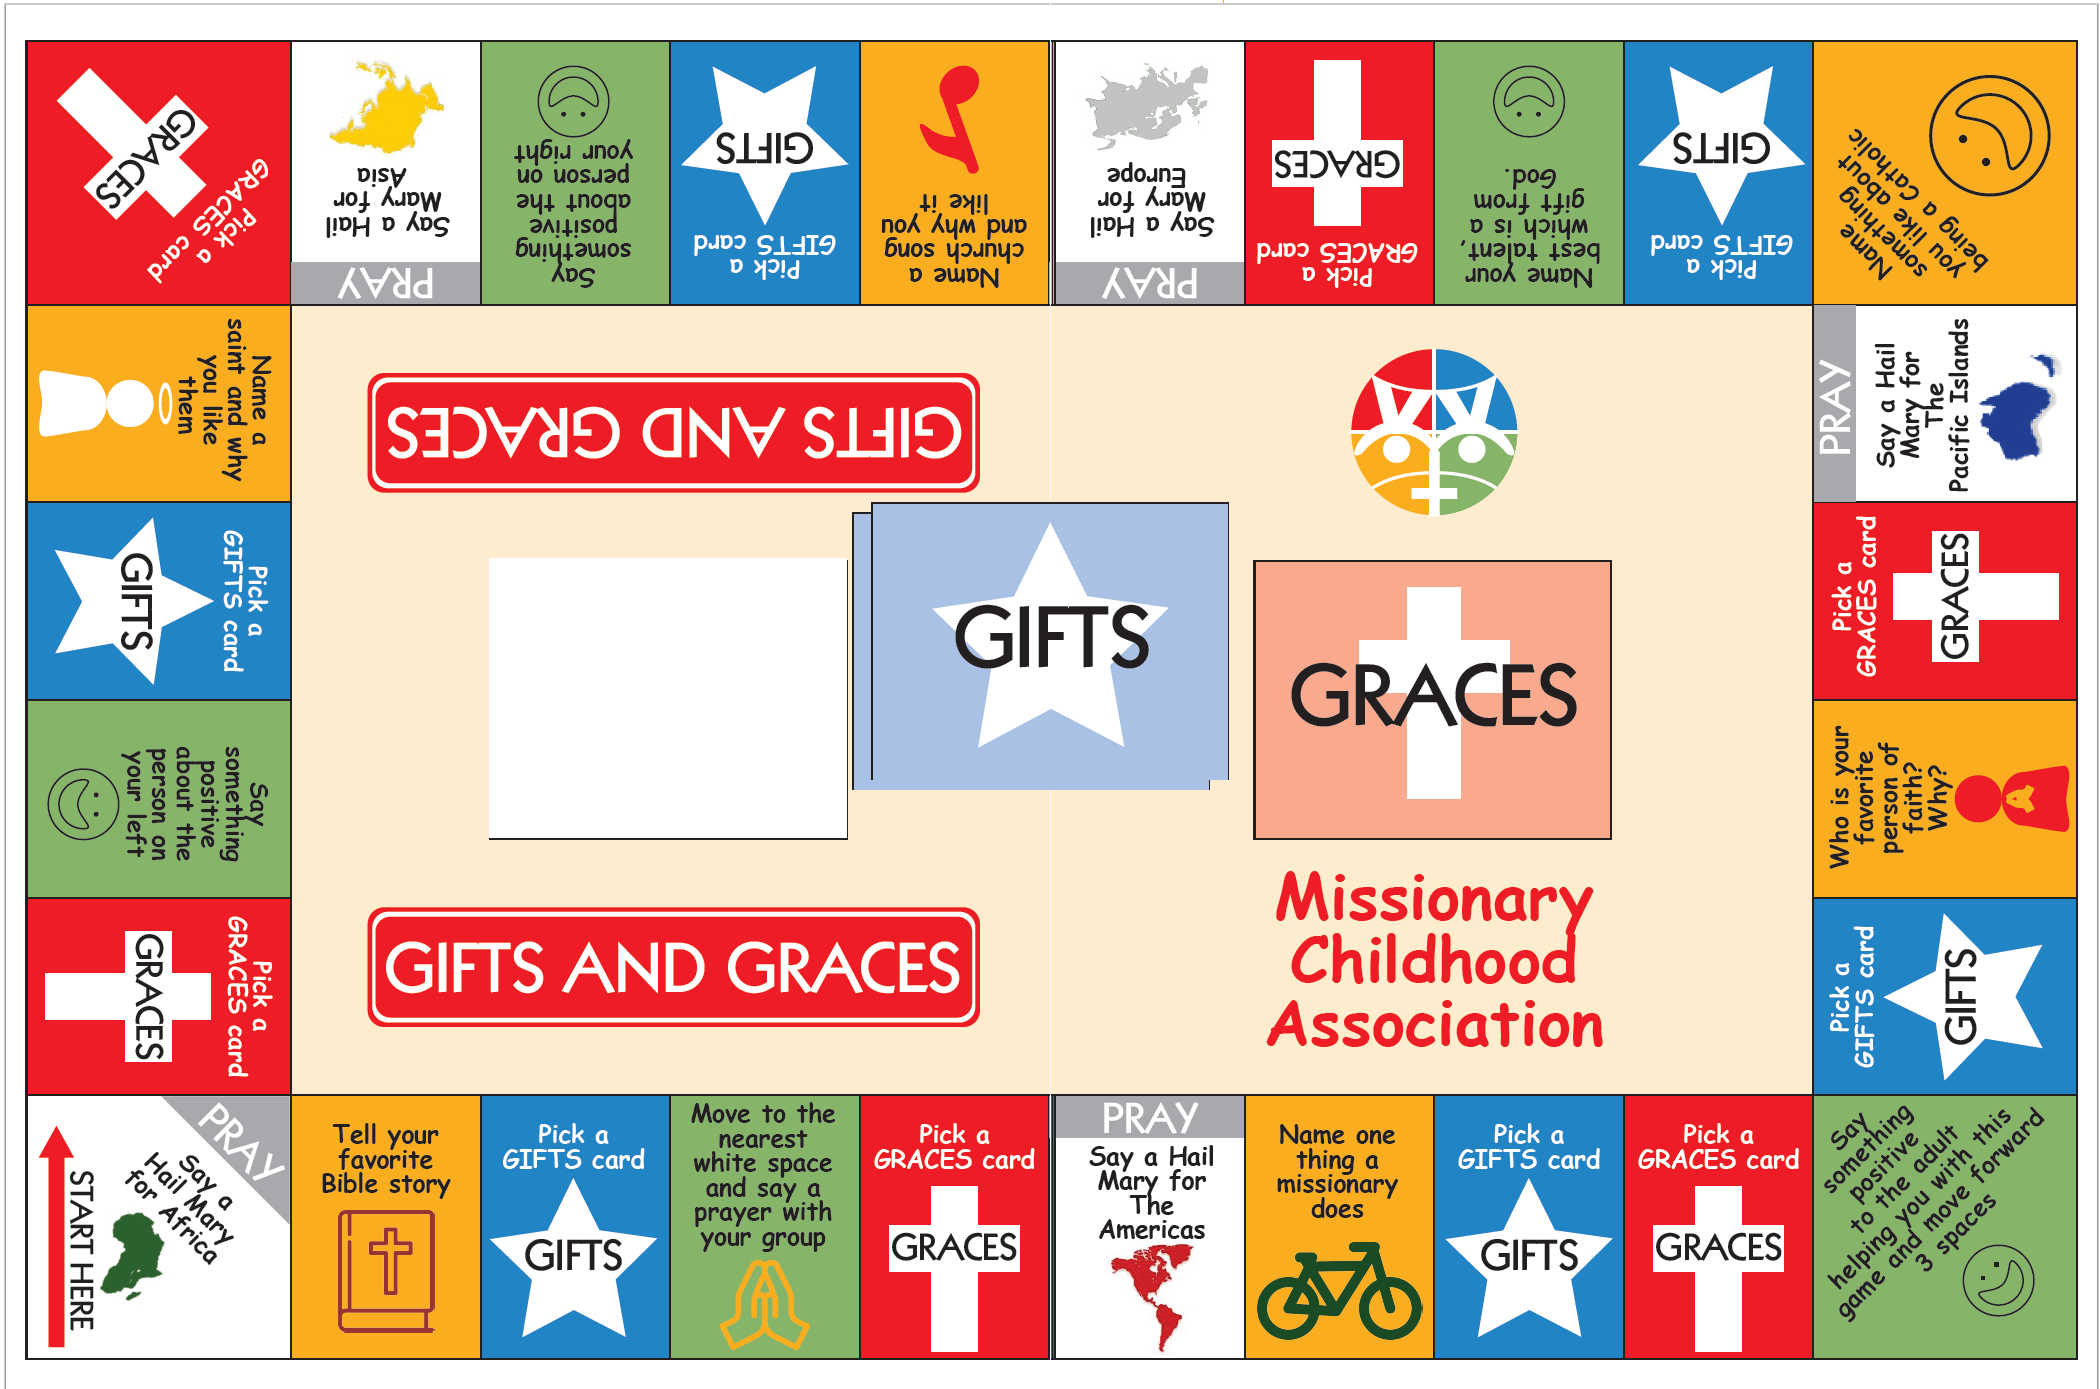 GRACES
Pick a
GRACES card
Say a Hail
Mary for
Asia
PRAY
Say
something
positive
about the
person on
your right
GIFTS
Pick a
GIFTS card
Name a
church song
and why you
like it
Say a Hail
Mary for
Europe
PRAY
GRACES
Pick a
GRACES card
Name your
best talent,
which is a
gift from
God.
GIFTS
Pick a
GIFTS card
Name
something
you like about
being a Catholic
PRAY
Say a Hail
Mary for
The
Pacific Islands
Pick a
GRACES card
GRACES
Who is your
favorite
person of
faith?
Why?
Pick a
GIFTS card
GIFTS
Say
something
positive
to the adult
helping you with this
game and move forward
3 spaces
Pick a
GRACES card
GRACES
Pick a
GIFTS card
GIFTS
Name one
thing a
missionary
does
PRAY
Say a Hail
Mary for
The
Americas
Pick a
GRACES card
GRACES
Move to the
nearest
white space
and say a
prayer with
your group
Pick a
GIFTS card
GIFTS
Tell your
favorite
Bible story
PRAY
Say a
Hail Mary
for Africa
START HERE
Pick a
GRACES card
GRACES
Say
something
positive
about the
person on
your left
Pick a
GIFTS card
GIFTS
Name a
saint and why
you like
them
GIFTS AND GRACES
GIFTS
GRACES
GIFTS AND GRACES
Missionary
Childhood
Association